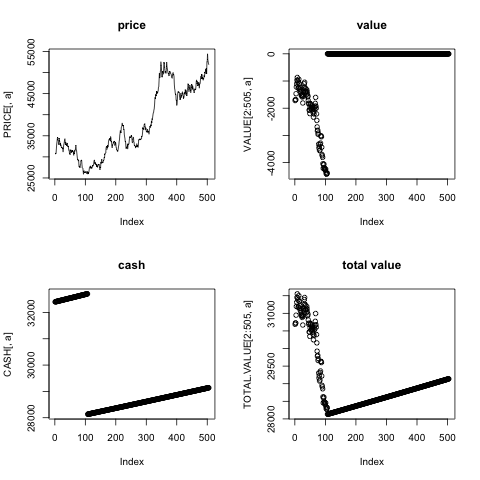 price
value
PRICE[, a]
25000 35000 45000 55000
0 100 200 300 400 500
Index
VALUE[2:505, a]
-4000 -2000 0
0 100 200 300 400 500
Index
cash
total value
CASH[, a]
28000 30000 32000
0 100 200 300 400 500
Index
TOTAL.VALUE[2:505, a]
28000 29500 31000
0 100 200 300 400 500
Index